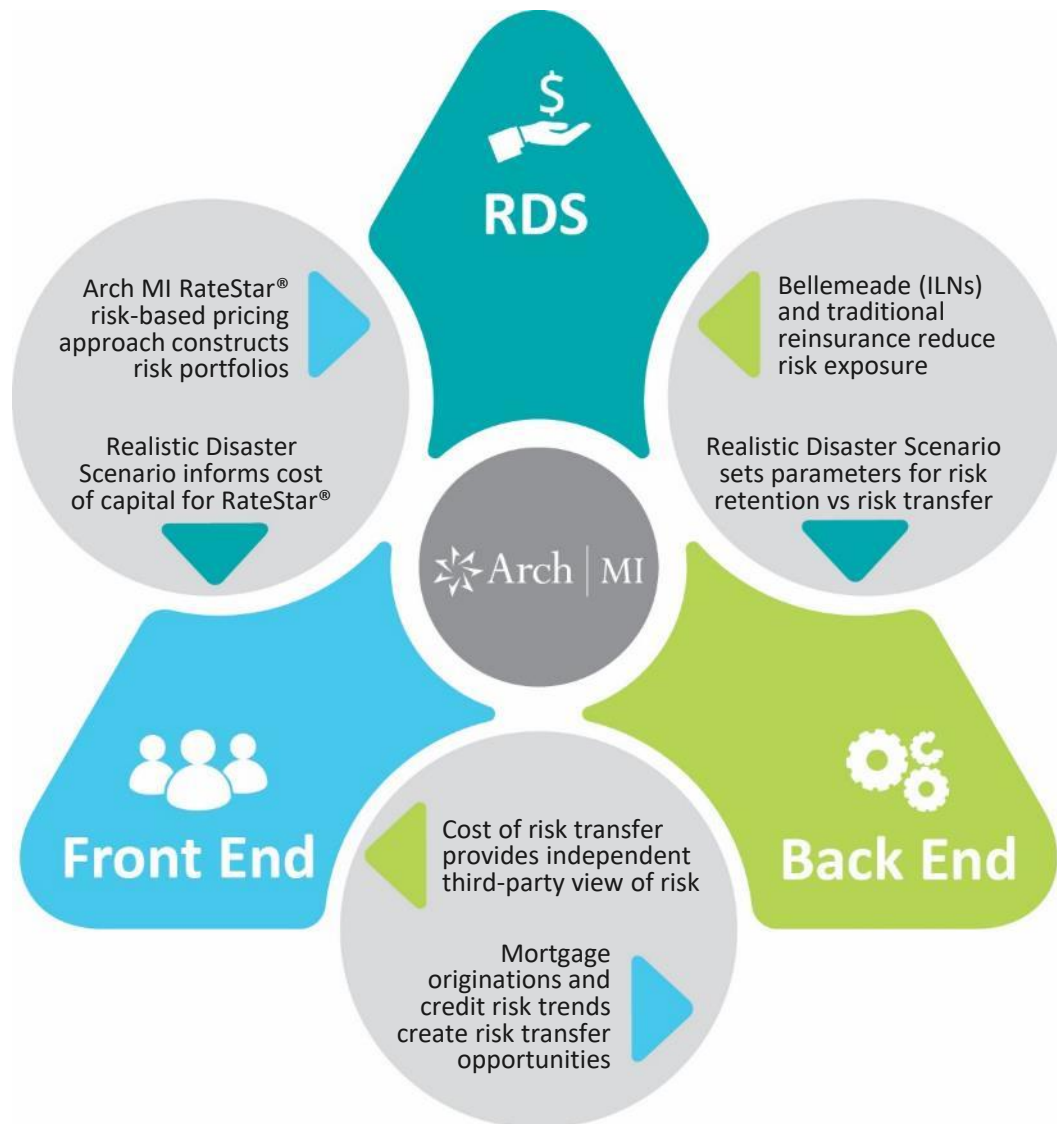 $
RDS
Arch MI RateStar®
risk-based pricing
approach constructs
risk portfolios
Realistic Disaster
Scenario informs cost
of capital for RateStar®
Bellemeade (ILNs)
and traditional
reinsurance reduce
risk exposure
Realistic Disaster Scenario
sets parameters for risk
retention vs risk transfer
Arch | MI
Front End
Back End
Cost of risk transfer
provides independent
third-party view of risk
Mortgage
originations and
credit risk trends
create risk transfer
opportunities